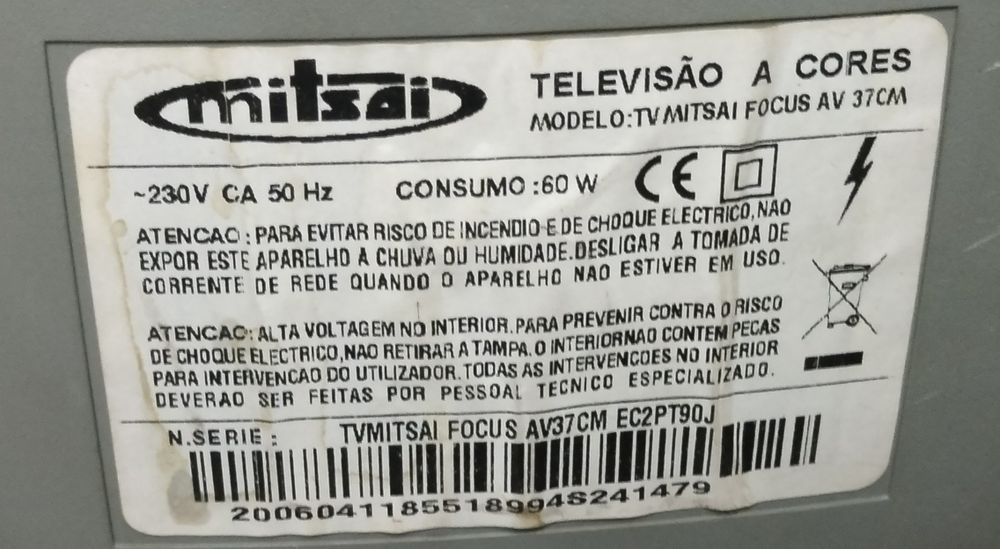 mitsai
TELEVISÃO A CORES
MODELO:TV MITSAI FOCUS AV 37CM
~230V CA 50 Hz CONSUMO :60 W CE
ATENCAO : PARA EVITAR RISCO DE INCENDIO E DE CHOQUE ELECTRICO,NAO
EXPOR ESTE APARELHO A CHUVA OU HUMIDADE.DESLIGAR A TOMADA DE
CORRENTE DE REDE QUANDO O APARELHO NAO ESTIVER EM USO.
ATENCAO: ALTA VOLTAGEM NO INTERIOR.PARA PREVENIR CONTRA O RISCO
DE CHOQUE ELECTRICO,NAO RETIRAR A TAMPA.O INTERIORNAO CONTEM PECAS
PARA INTERVENCAO DO UTILIZADOR.TODAS AS INTERVENCOES NO INTERIOR
DEVERAO SER FEITAS POR PESSOAL TECNICO ESPECIALIZADO.
N.SERIE : TVMITSAI FOCUS AV37CM EC2PT90J
2006041185518994S241479